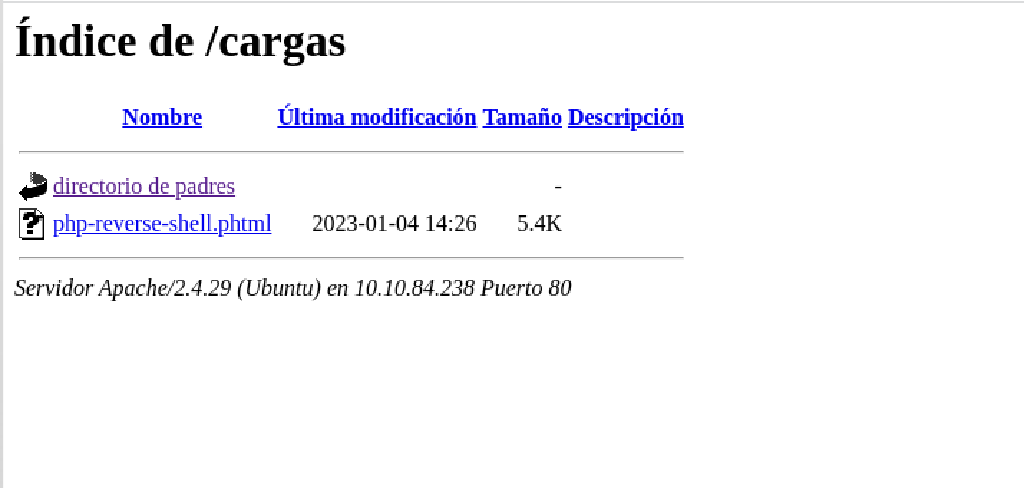 Índice de /cargas
Nombre Última modificación Tamaño Descripción
directorio de padres -
php-reverse-shell.phtml 2023-01-04 14:26 5.4K
Servidor Apache/2.4.29 (Ubuntu) en 10.10.84.238 Puerto 80